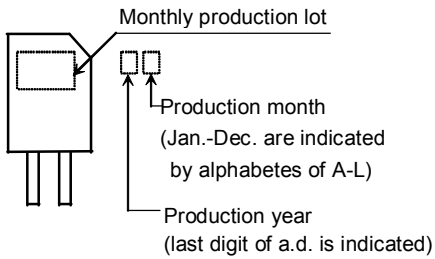 Monthly production lot
Production month
(Jan.-Dec. are indicated
by alphabetes of A-L)
Production year
(last digit of a.d. is indicated)